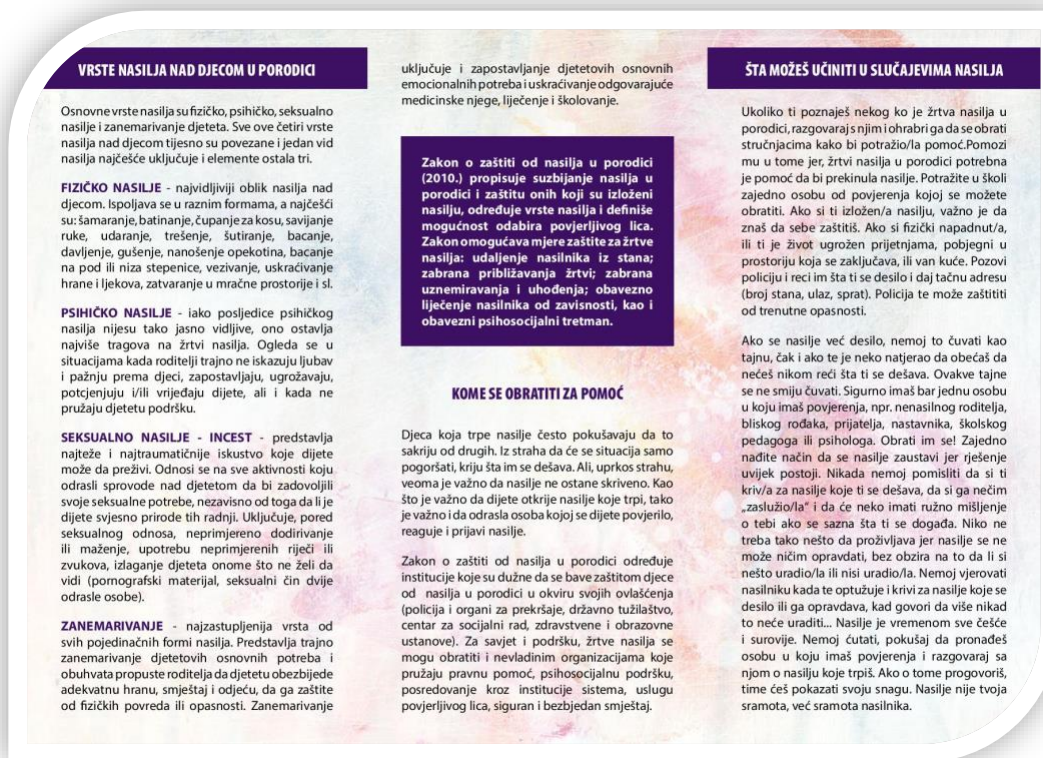 VRSTE NASILJA NAD DJECOM U PORODICI
Osnovne vrste nasilja su fizičko, psihičko, seksualno
nasilje i zanemarivanje djeteta. Sve ove četiri vrste
nasilja nad djecom tijesno su povezane i jedan vid
nasilja najčešće uključuje i elemente ostala tri.
FIZIČKO NASILJE - najvidljiviji oblik nasilja nad
djecom. Ispoljava se u raznim formama, a najčešći
su: šamaranje, batinanje, čupanje za kosu, savijanje
ruke, udaranje, trešenje, šutiranje, bacanje,
davljenje, gušenje, nanošenje opekotina, bacanje
na pod ili niza stepenice, vezivanje, uskraćivanje
hrane i ljekova, zatvaranje u mračne prostorije i sl.
PSIHIČKO NASILJE - iako posljedice psihičkog
nasilja nijesu tako jasno vidljive, ono ostavlja
najviše tragova na žrtvi nasilja. Ogleda se u
situacijama kada roditelji trajno ne iskazuju ljubav
i pažnju prema djeci, zapostavljaju, ugrožavaju,
potcjenjuju i/ili vrijeđaju dijete, ali i kada ne
pružaju djetetu podršku.
SEKSUALNO NASILJE - INCEST - predstavlja
najteže i najtraumatičnije iskustvo koje dijete
može da preživi. Odnosi se na sve aktivnosti koju
odrasli sprovode nad djetetom da bi zadovoljili
svoje seksualne potrebe, nezavisno od toga da li je
dijete svjesno prirode tih radnji. Uključuje, pored
seksualnog odnosa, neprimjereno dodirivanje
ili maženje, upotrebu neprimjerenih riječi ili
zvukova, izlaganje djeteta onome što ne želi da
vidi (pornografski materijal, seksualni čin dvije
odrasle osobe).
ZANEMARIVANJE - najzastupljenija vrsta od
svih pojedinačnih formi nasilja. Predstavlja trajno
zanemarivanje djetetovih osnovnih potreba i
obuhvata propuste roditelja da djetetu obezbijede
adekvatnu hranu, smještaj i odjeću, da ga zaštite
od fizičkih povreda ili opasnosti. Zanemarivanje
uključuje i zapostavljanje djetetovih osnovnih
emocionalnih potreba i uskraćivanje odgovarajuće
medicinske njege, liječenje i školovanje.
Zakon o zaštiti od nasilja u porodici
(2010.) propisuje suzbijanje nasilja u
porodici i zaštitu onih koji su izloženi
nasilju, određuje vrste nasilja i definiše
mogućnost odabira povjerljivog lica.
Zakon omogućava mjere zaštite za žrtve
nasilja: udaljenje nasilnika iz stana;
zabrana približavanja žrtvi; zabrana
uznemiravanja i uhođenja; obavezno
liječenje nasilnika od zavisnosti, kao i
obavezni psihosocijalni tretman.
KOME SE OBRATITI ZA POMOĆ
Djeca koja trpe nasilje često pokušavaju da to
sakriju od drugih. Iz straha da će se situacija samo
pogoršati, kriju šta im se dešava. Ali, uprkos strahu,
veoma je važno da nasilje ne ostane skriveno. Kao
što je važno da dijete otkrije nasilje koje trpi, tako
je važno i da odrasla osoba kojoj se dijete povjerilo,
reaguje i prijavi nasilje.
Zakon o zaštiti od nasilja u porodici određuje
institucije koje su dužne da se bave zaštitom djece
od nasilja u porodici u okviru svojih ovlašćenja
(policija i organi za prekršaje, državno tužilaštvo,
centar za socijalni rad, zdravstvene i obrazovne
ustanove). Za savjet i podršku, žrtve nasilja se
mogu obratiti i nevladinim organizacijama koje
pružaju pravnu pomoć, psihosocijalnu podršku,
posredovanje kroz institucije sistema, uslugu
povjerljivog lica, siguran i bezbjedan smještaj.
ŠTA MOŽEŠ UČINITI U SLUČAJEVIMA NASILJA
Ukoliko ti poznaješ nekog ko je žrtva nasilja u
porodici, razgovaraj s njim i ohrabri ga da se obrati
stručnjacima kako bi potražio/la pomoć.Pomozi
mu u tome jer, žrtvi nasilja u porodici potrebna
je pomoć da bi prekinula nasilje. Potražite u školi
zajedno osobu od povjerenja kojoj se možete
obratiti. Ako si ti izložen/a nasilju, važno je da
znaš da sebe zaštitiš. Ako si fizički napadnut/a,
ili ti je život ugrožen prijetnjama, pobjegni u
prostoriju koja se zaključava, ili van kuće. Pozovi
policiju i reci im šta ti se desilo i daj tačnu adresu
(broj stana, ulaz, sprat). Policija te može zaštititi
od trenutne opasnosti.
Ako se nasilje već desilo, nemoj to čuvati kao
tajnu, čak i ako te je neko natjerao da obećaš da
nećeš nikom reći šta ti se dešava. Ovakve tajne
se ne smiju čuvati. Sigurno imaš bar jednu osobu
u koju imaš povjerenja, npr. nenasilnog roditelja,
bliskog rođaka, prijatelja, nastavnika, školskog
pedagoga ili psihologa. Obrati im se! Zajedno
nađite način da se nasilje zaustavi jer rješenje
uvijek postoji. Nikada nemoj pomisliti da si ti
kriv/a za nasilje koje ti se dešava, da si ga nečim
„zaslužio/la“ i da će neko imati ružno mišljenje
o tebi ako se sazna šta ti se događa. Niko ne
treba tako nešto da proživljava jer nasilje se ne
može ničim opravdati, bez obzira na to da li si
nešto uradio/la ili nisi uradio/la. Nemoj vjerovati
nasilniku kada te optužuje i krivi za nasilje koje se
desilo ili ga opravdava, kad govori da više nikad
to neće uraditi... Nasilje je vremenom sve češće
i surovije. Nemoj ćutati, pokušaj da pronađeš
osobu u koju imaš povjerenja i razgovaraj sa
njom o nasilju koje trpiš. Ako o tome progovoriš,
time ćeš pokazati svoju snagu. Nasilje nije tvoja
sramota, već sramota nasilnika.